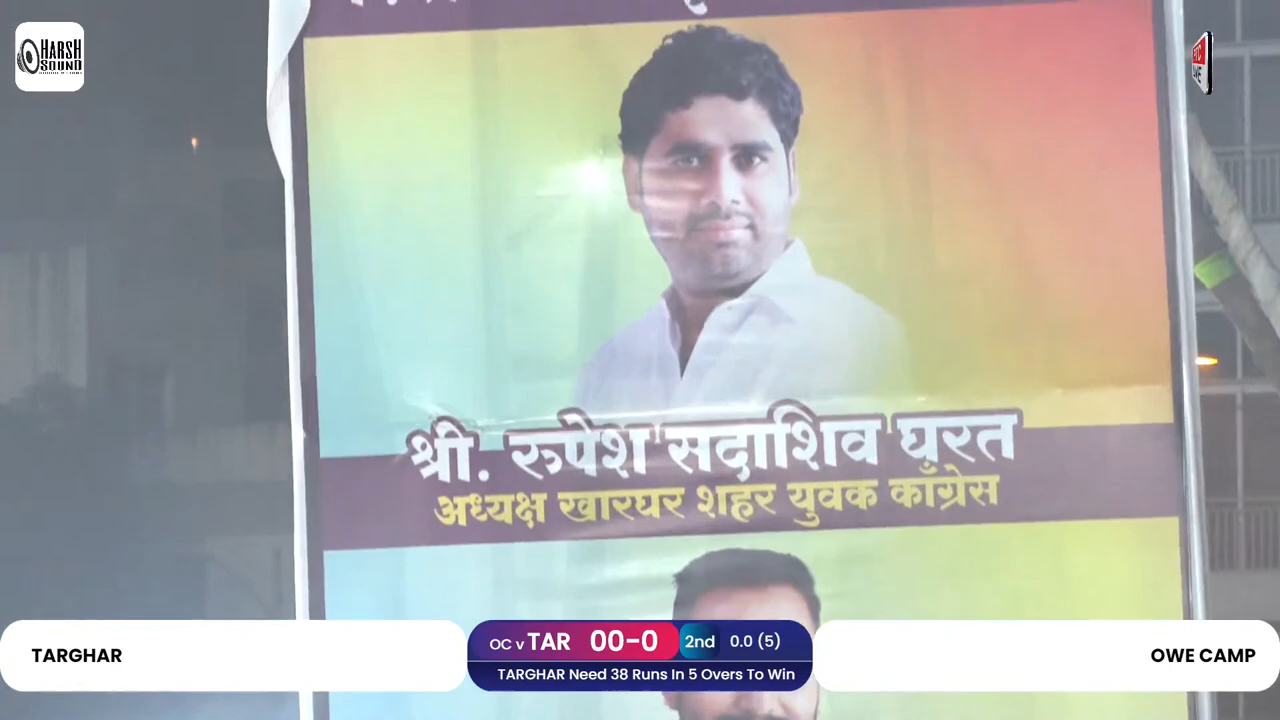 HARSH
SOUND
श्री. रुपेश सदाशिव घरत
अध्यक्ष खारघर शहर युवक काँग्रेस
TARGHAR
OC v TAR 00-0 2nd 0.0 (5)
TARGHAR Need 38 Runs In 5 Overs To Win
OWE CAMP